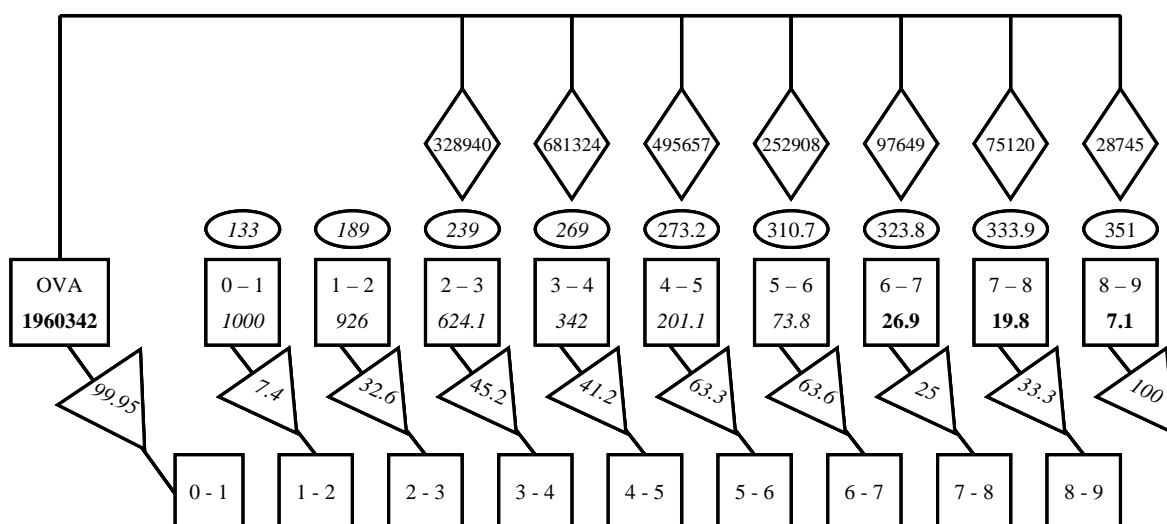 328940 681324 495657 252908 97649 75120 28745
133 189 239 269 273.2 310.7 323.8 333.9 351
OVA 0 – 1 1 – 2 2 – 3 3 – 4 4 – 5 5 – 6 6 – 7 7 – 8 8 – 9
1960342 1000 926 624.1 342 201.1 73.8 26.9 19.8 7.1
99.95 7.4 32.6 45.2 41.2 63.3 63.6 25 33.3 100
0 - 1 1 - 2 2 - 3 3 - 4 4 - 5 5 - 6 6 - 7 7 - 8 8 - 9